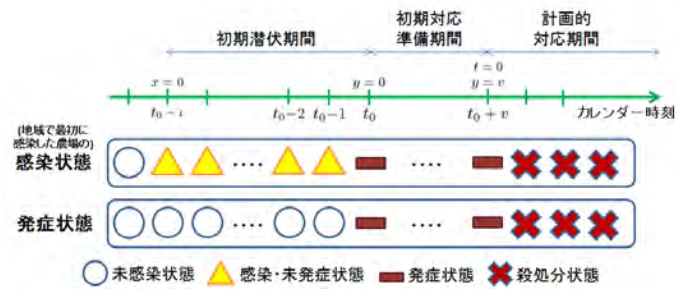 初期潜伏期間
初期対応
準備期間
計画的
対応期間
x = 0
y = 0
t = 0
y = v
t₀−ι
t₀−2
t₀−1
t₀
t₀ + v
カレンダー時刻
(地域で最初に
感染した農場の)
感染状態
····
····
発症状態
····
····
未感染状態
感染・未発症状態
発症状態
殺処分状態